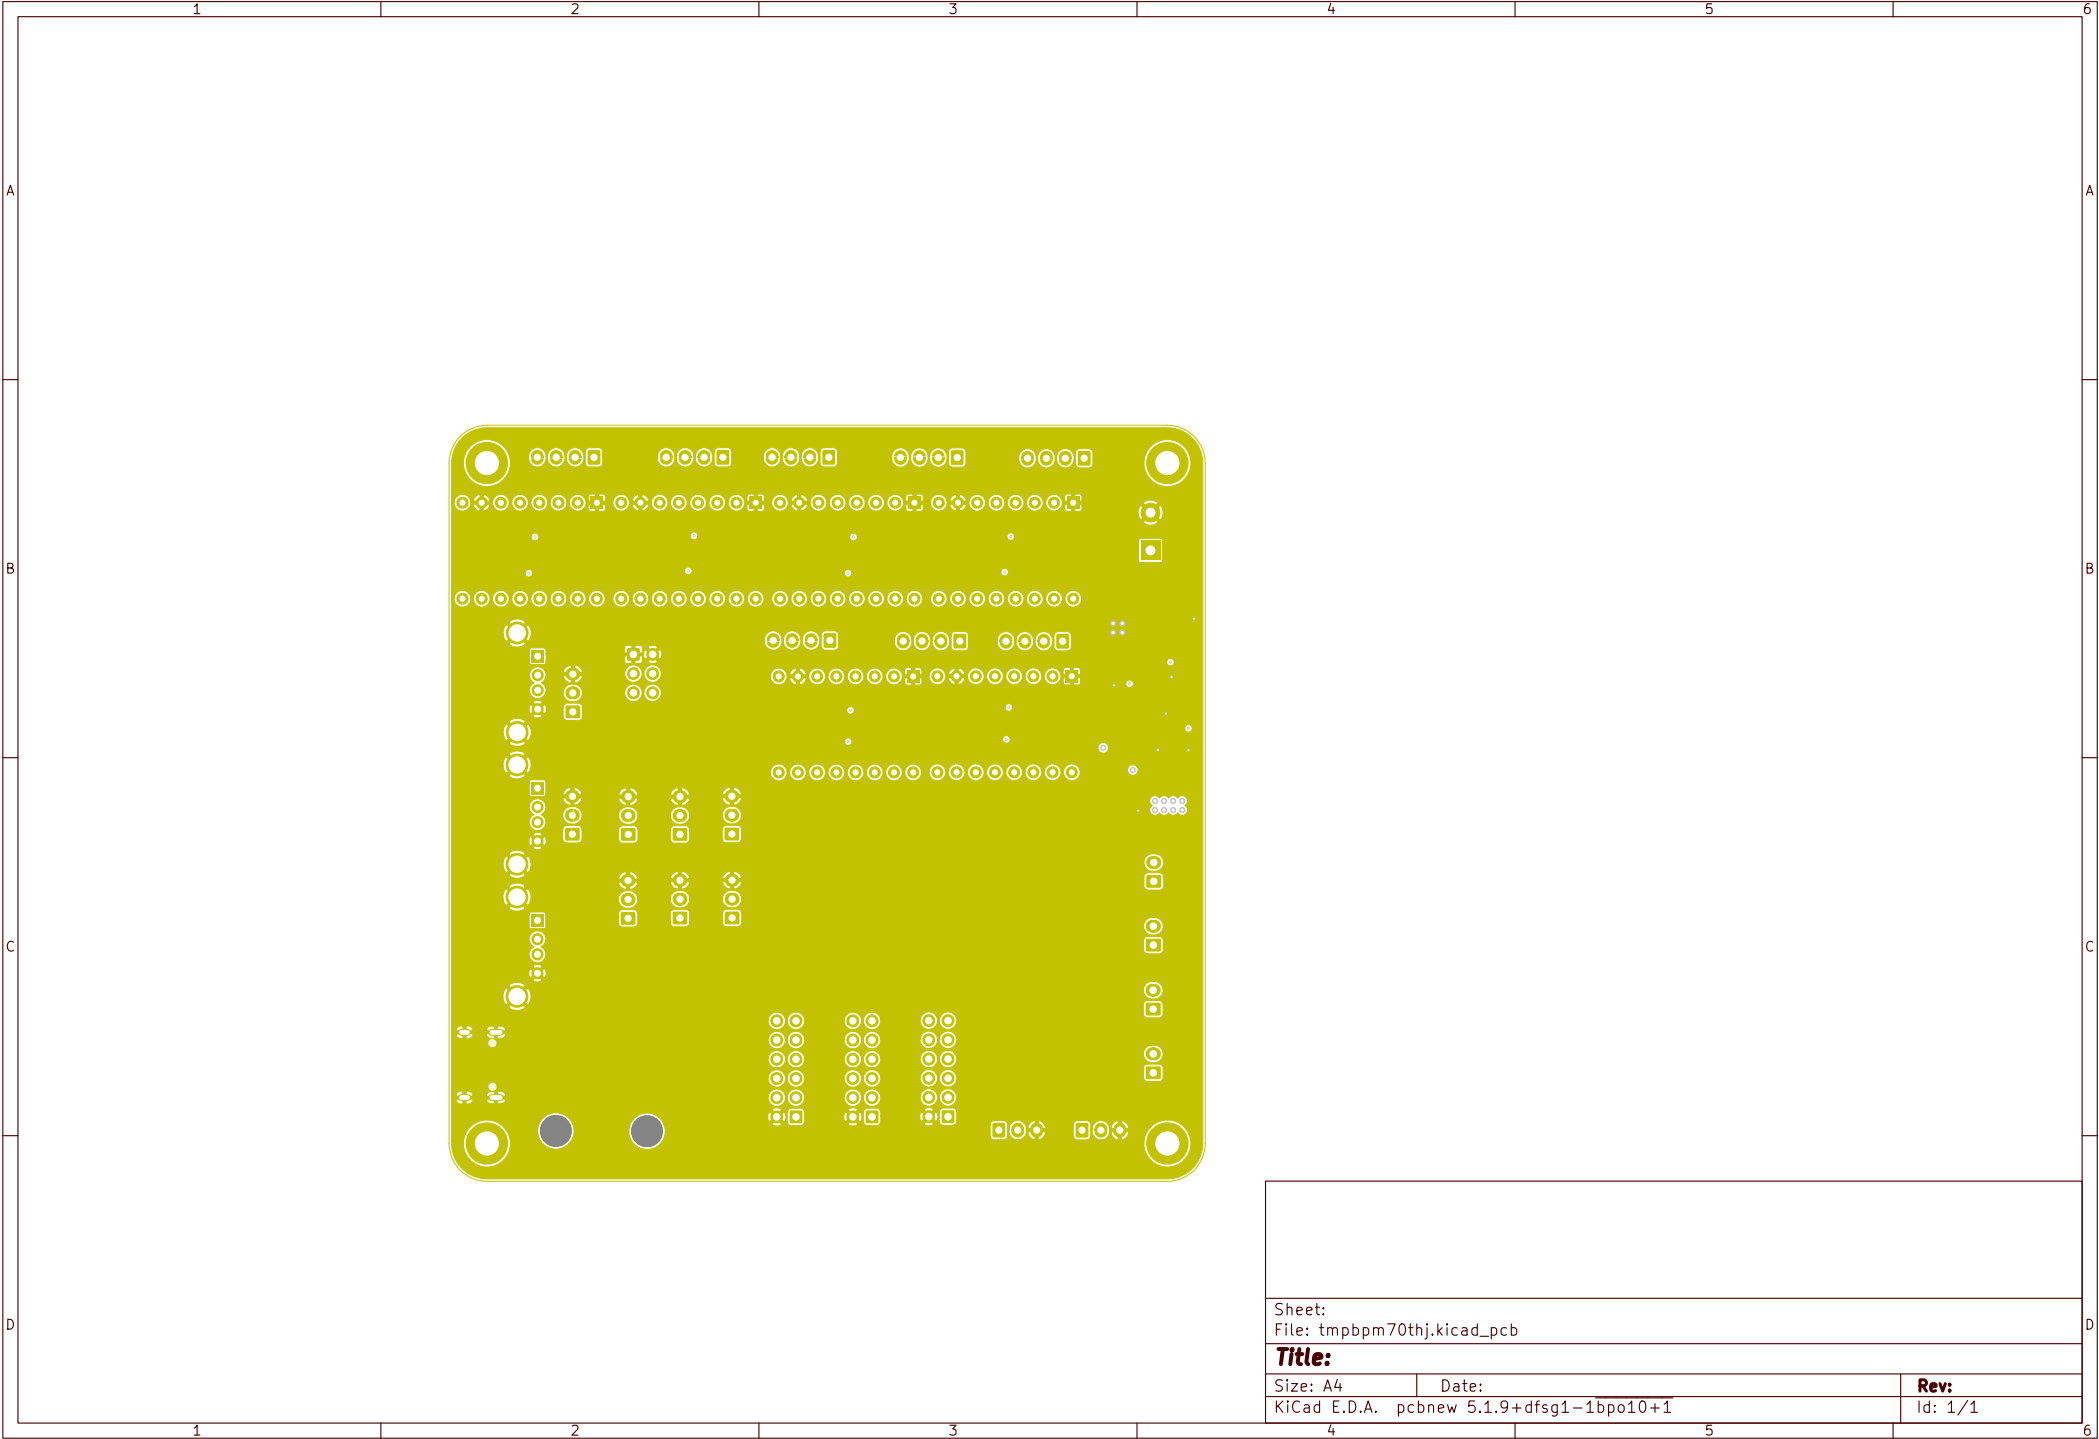 1 2 3 4 5 6
A A
B B
C C
D D
Sheet:
File: tmpbpm70thj.kicad_pcb
Title:
Size: A4 Date: Rev:
KiCad E.D.A. pcbnew 5.1.9+dfsg1-1bpo10+1 Id: 1/1
1 2 3 4 5 6